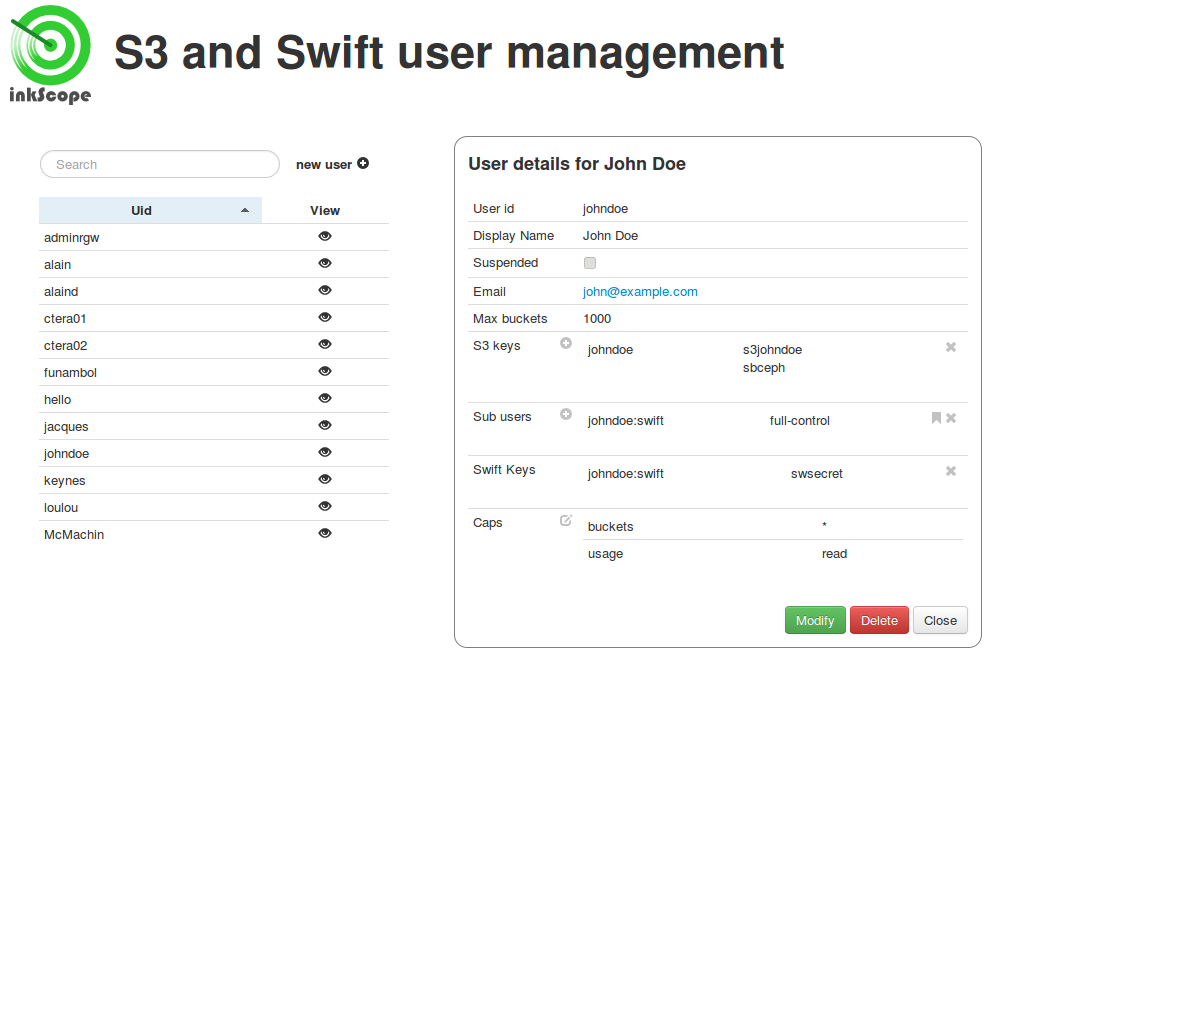 inkScope
S3 and Swift user management
Search
new user
Uid View
adminrgw
alain
alaind
ctera01
ctera02
funambol
hello
jacques
johndoe
keynes
loulou
McMachin
User details for John Doe
User id johndoe
Display Name John Doe
Suspended
Email john@example.com
Max buckets 1000
S3 keys johndoe s3johndoe
sbceph
Sub users johndoe:swift full-control
Swift Keys johndoe:swift swsecret
Caps buckets *
usage read
Modify Delete Close